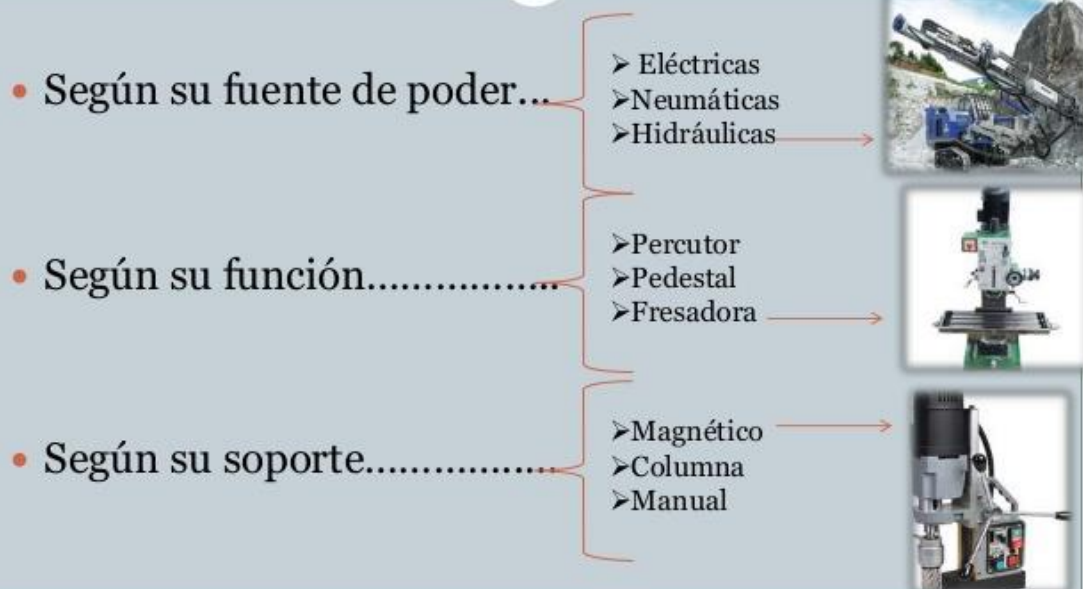 • Según su fuente de poder...
➢ Eléctricas
➢Neumáticas
➢Hidráulicas
• Según su función.................
➢Percutor
➢Pedestal
➢Fresadora
• Según su soporte.................
➢Magnético
➢Columna
➢Manual